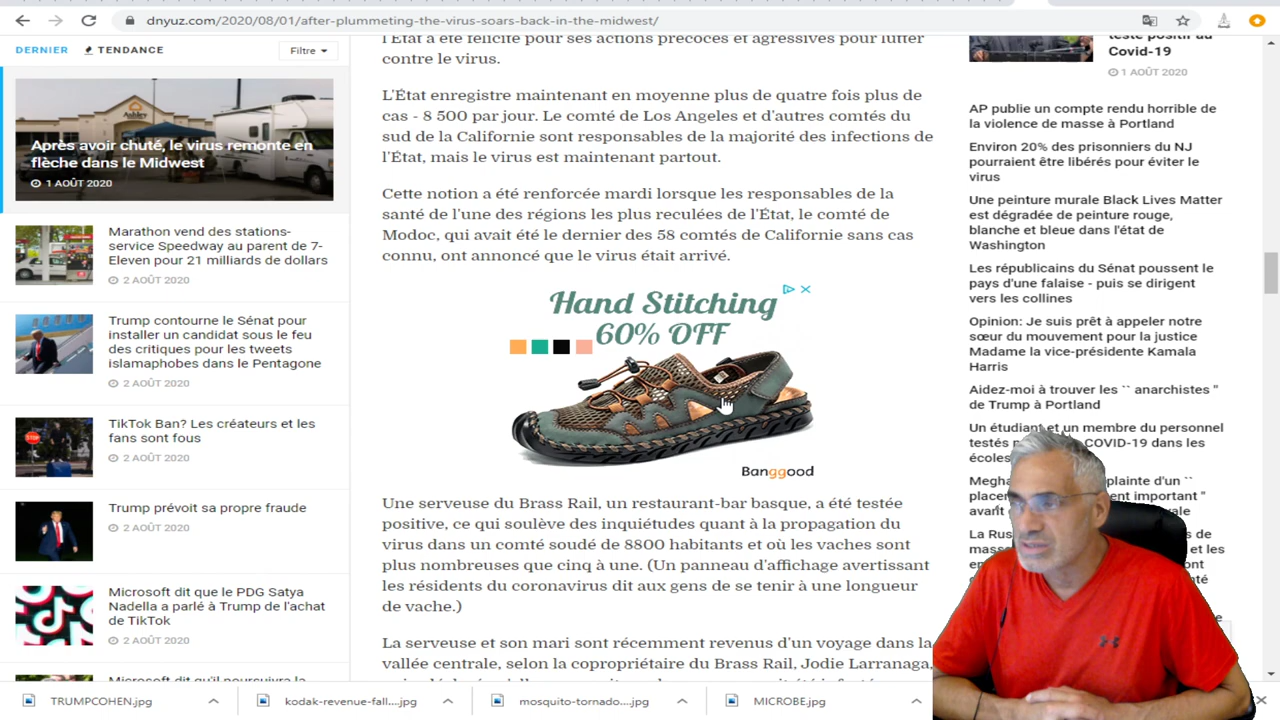 dnyuz.com/2020/08/01/after-plummeting-the-virus-soars-back-in-the-midwest/
DERNIER
TENDANCE
Filtre
Ashley
Après avoir chuté, le virus remonte en
flèche dans le Midwest
1 AOÛT 2020
Marathon vend des stations-
service Speedway au parent de 7-
Eleven pour 21 milliards de dollars
2 AOÛT 2020
Trump contourne le Sénat pour
installer un candidat sous le feu
des critiques pour les tweets
islamaphobes dans le Pentagone
2 AOÛT 2020
TikTok Ban? Les créateurs et les
fans sont fous
2 AOÛT 2020
Trump prévoit sa propre fraude
2 AOÛT 2020
Microsoft dit que le PDG Satya
Nadella a parlé à Trump de l'achat
de TikTok
2 AOÛT 2020
Microsoft dit qu'il poursuivra la
l'État a été félicité pour ses actions précoces et agressives pour lutter
contre le virus.
L'État enregistre maintenant en moyenne plus de quatre fois plus de
cas - 8 500 par jour. Le comté de Los Angeles et d'autres comtés du
sud de la Californie sont responsables de la majorité des infections de
l'État, mais le virus est maintenant partout.
Cette notion a été renforcée mardi lorsque les responsables de la
santé de l'une des régions les plus reculées de l'État, le comté de
Modoc, qui avait été le dernier des 58 comtés de Californie sans cas
connu, ont annoncé que le virus était arrivé.
Hand Stitching
60% OFF
Banggood
Une serveuse du Brass Rail, un restaurant-bar basque, a été testée
positive, ce qui soulève des inquiétudes quant à la propagation du
virus dans un comté soudé de 8800 habitants et où les vaches sont
plus nombreuses que cinq à une. (Un panneau d'affichage avertissant
les résidents du coronavirus dit aux gens de se tenir à une longueur
de vache.)
La serveuse et son mari sont récemment revenus d'un voyage dans la
vallée centrale, selon la copropriétaire du Brass Rail, Jodie Larranaga,
teste positif au
Covid-19
1 AOÛT 2020
AP publie un compte rendu horrible de
la violence de masse à Portland
Environ 20% des prisonniers du NJ
pourraient être libérés pour éviter le
virus
Une peinture murale Black Lives Matter
est dégradée de peinture rouge,
blanche et bleue dans l'état de
Washington
Les républicains du Sénat poussent le
pays d'une falaise - puis se dirigent
vers les collines
Opinion: Je suis prêt à appeler notre
sœur du mouvement pour la justice
Madame la vice-présidente Kamala
Harris
Aidez-moi à trouver les `` anarchistes "
de Trump à Portland
Un étudiant et un membre du personnel
testés COVID-19 dans les
écoles
plainte d'un ``
important "
avant
La
de
et les
TRUMPCOHEN.jpg
kodak-revenue-fall....jpg
mosquito-tornado....jpg
MICROBE.jpg